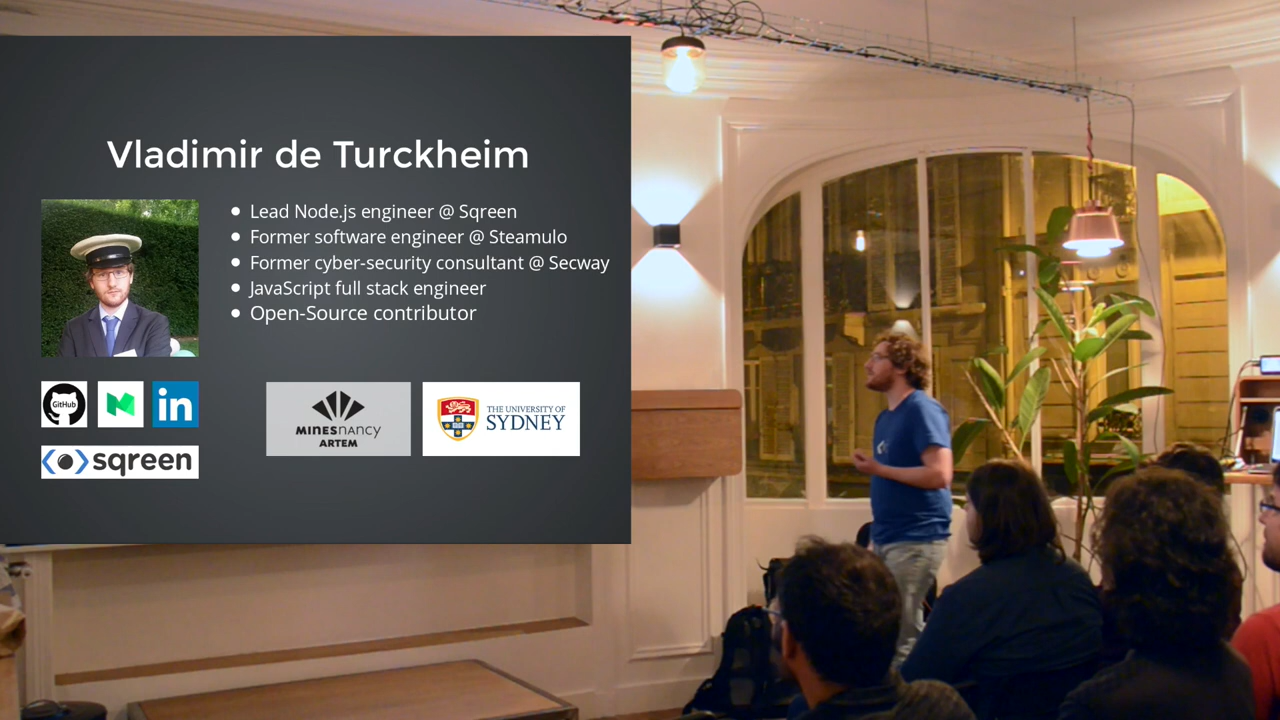 Vladimir de Turckheim
Lead Node.js engineer @ Sqreen
Former software engineer @ Steamulo
Former cyber-security consultant @ Secway
JavaScript full stack engineer
Open-Source contributor
GitHub
in
sqreen
MINESNANCY
ARTEM
THE UNIVERSITY OF
SYDNEY